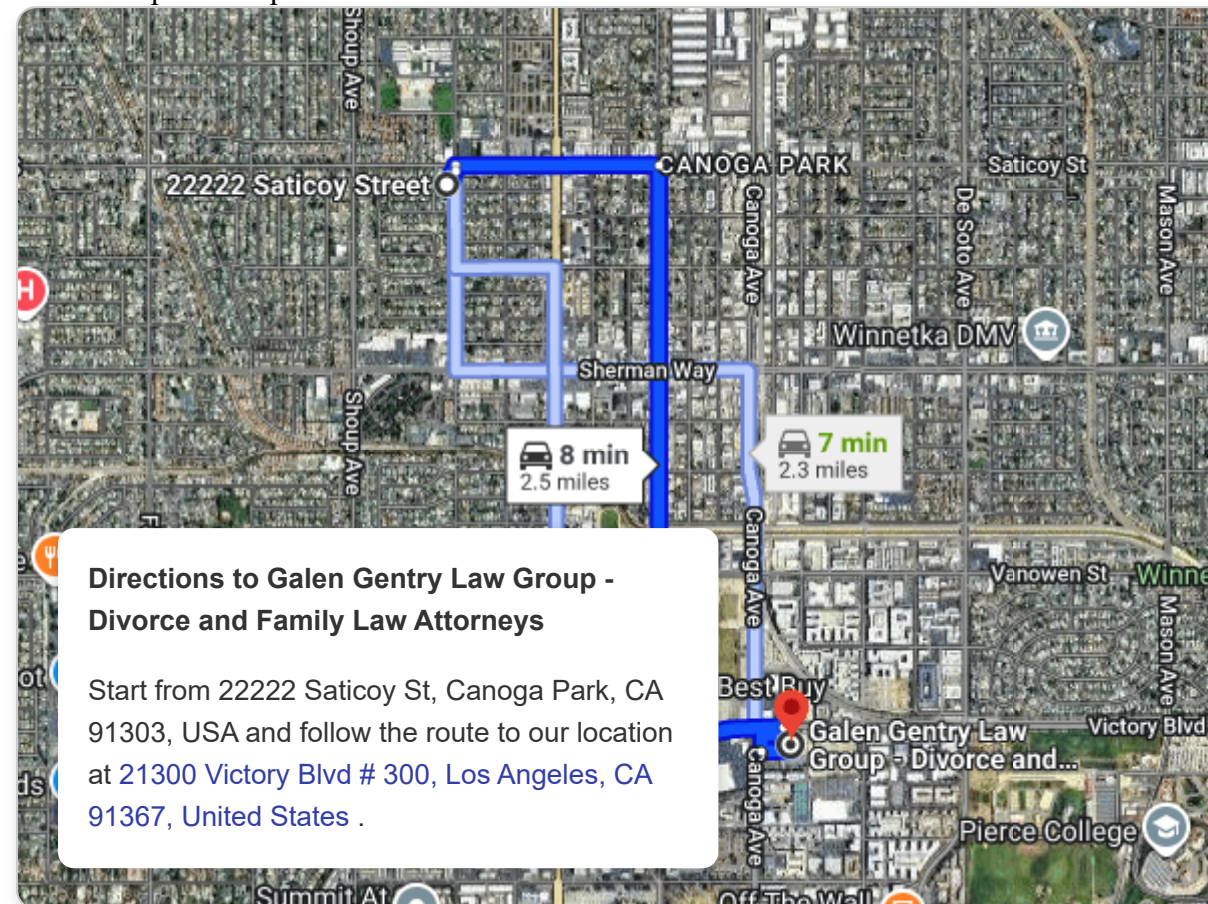 Shoup Ave
CANOGA PARK
Saticoy St
22222 Saticoy Street
Canoga Ave
De Soto Ave
Mason Ave
H
Winnetka DMV
Sherman Way
Shoup Ave
8 min
2.5 miles
7 min
2.3 miles
Canoga Ave
Vanowen St
Winne
Mason Ave
Directions to Galen Gentry Law Group -
Divorce and Family Law Attorneys
Start from 22222 Saticoy St, Canoga Park, CA
91303, USA and follow the route to our location
at 21300 Victory Blvd # 300, Los Angeles, CA
91367, United States .
ot
ds
Best Buy
Galen Gentry Law
Group - Divorce and...
Victory Blvd
Canoga Ave
Pierce College
Summit At
Off The Wall